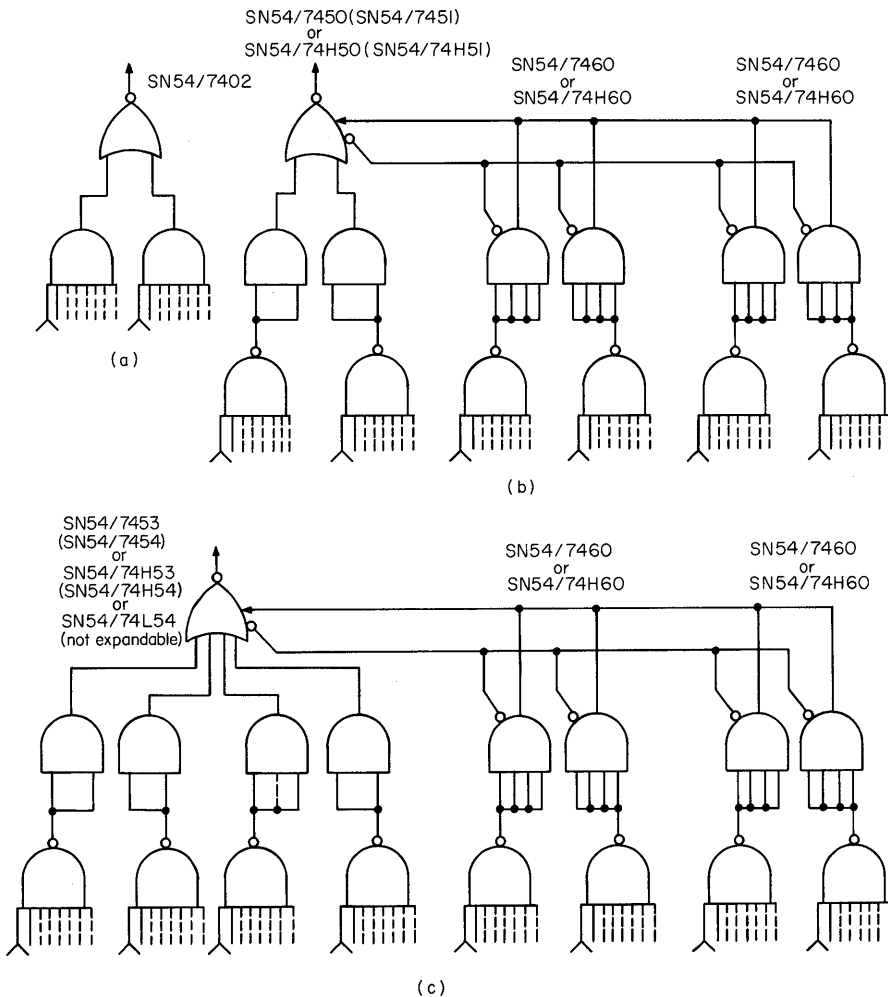 SN54/7450(SN54/7451)
or
SN54/74H50(SN54/74H51)
SN54/7402
SN54/7460
or
SN54/74H60
SN54/7460
or
SN54/74H60
(a)
(b)
SN54/7453
(SN54/7454)
or
SN54/74H53
(SN54/74H54)
or
SN54/74L54
(not expandable)
SN54/7460
or
SN54/74H60
SN54/7460
or
SN54/74H60
(c)